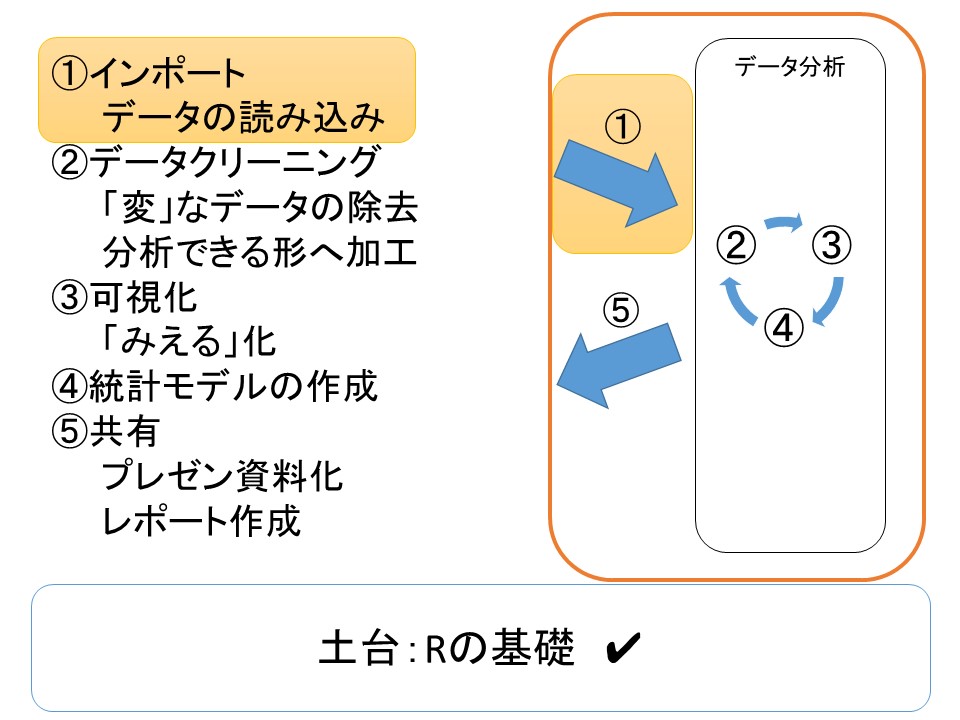 ①インポート
データの読み込み
②データクリーニング
「変」なデータの除去
分析できる形へ加工
③可視化
「みえる」化
④統計モデルの作成
⑤共有
プレゼン資料化
レポート作成
データ分析
①
②
③
④
⑤
土台：Rの基礎 ✔